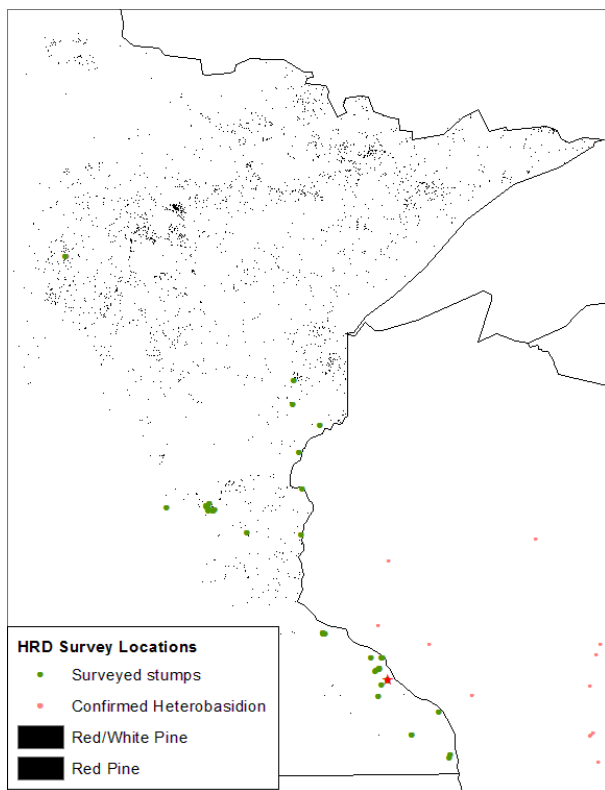 HRD Survey Locations
Surveyed stumps
Confirmed Heterobasidion
Red/White Pine
Red Pine